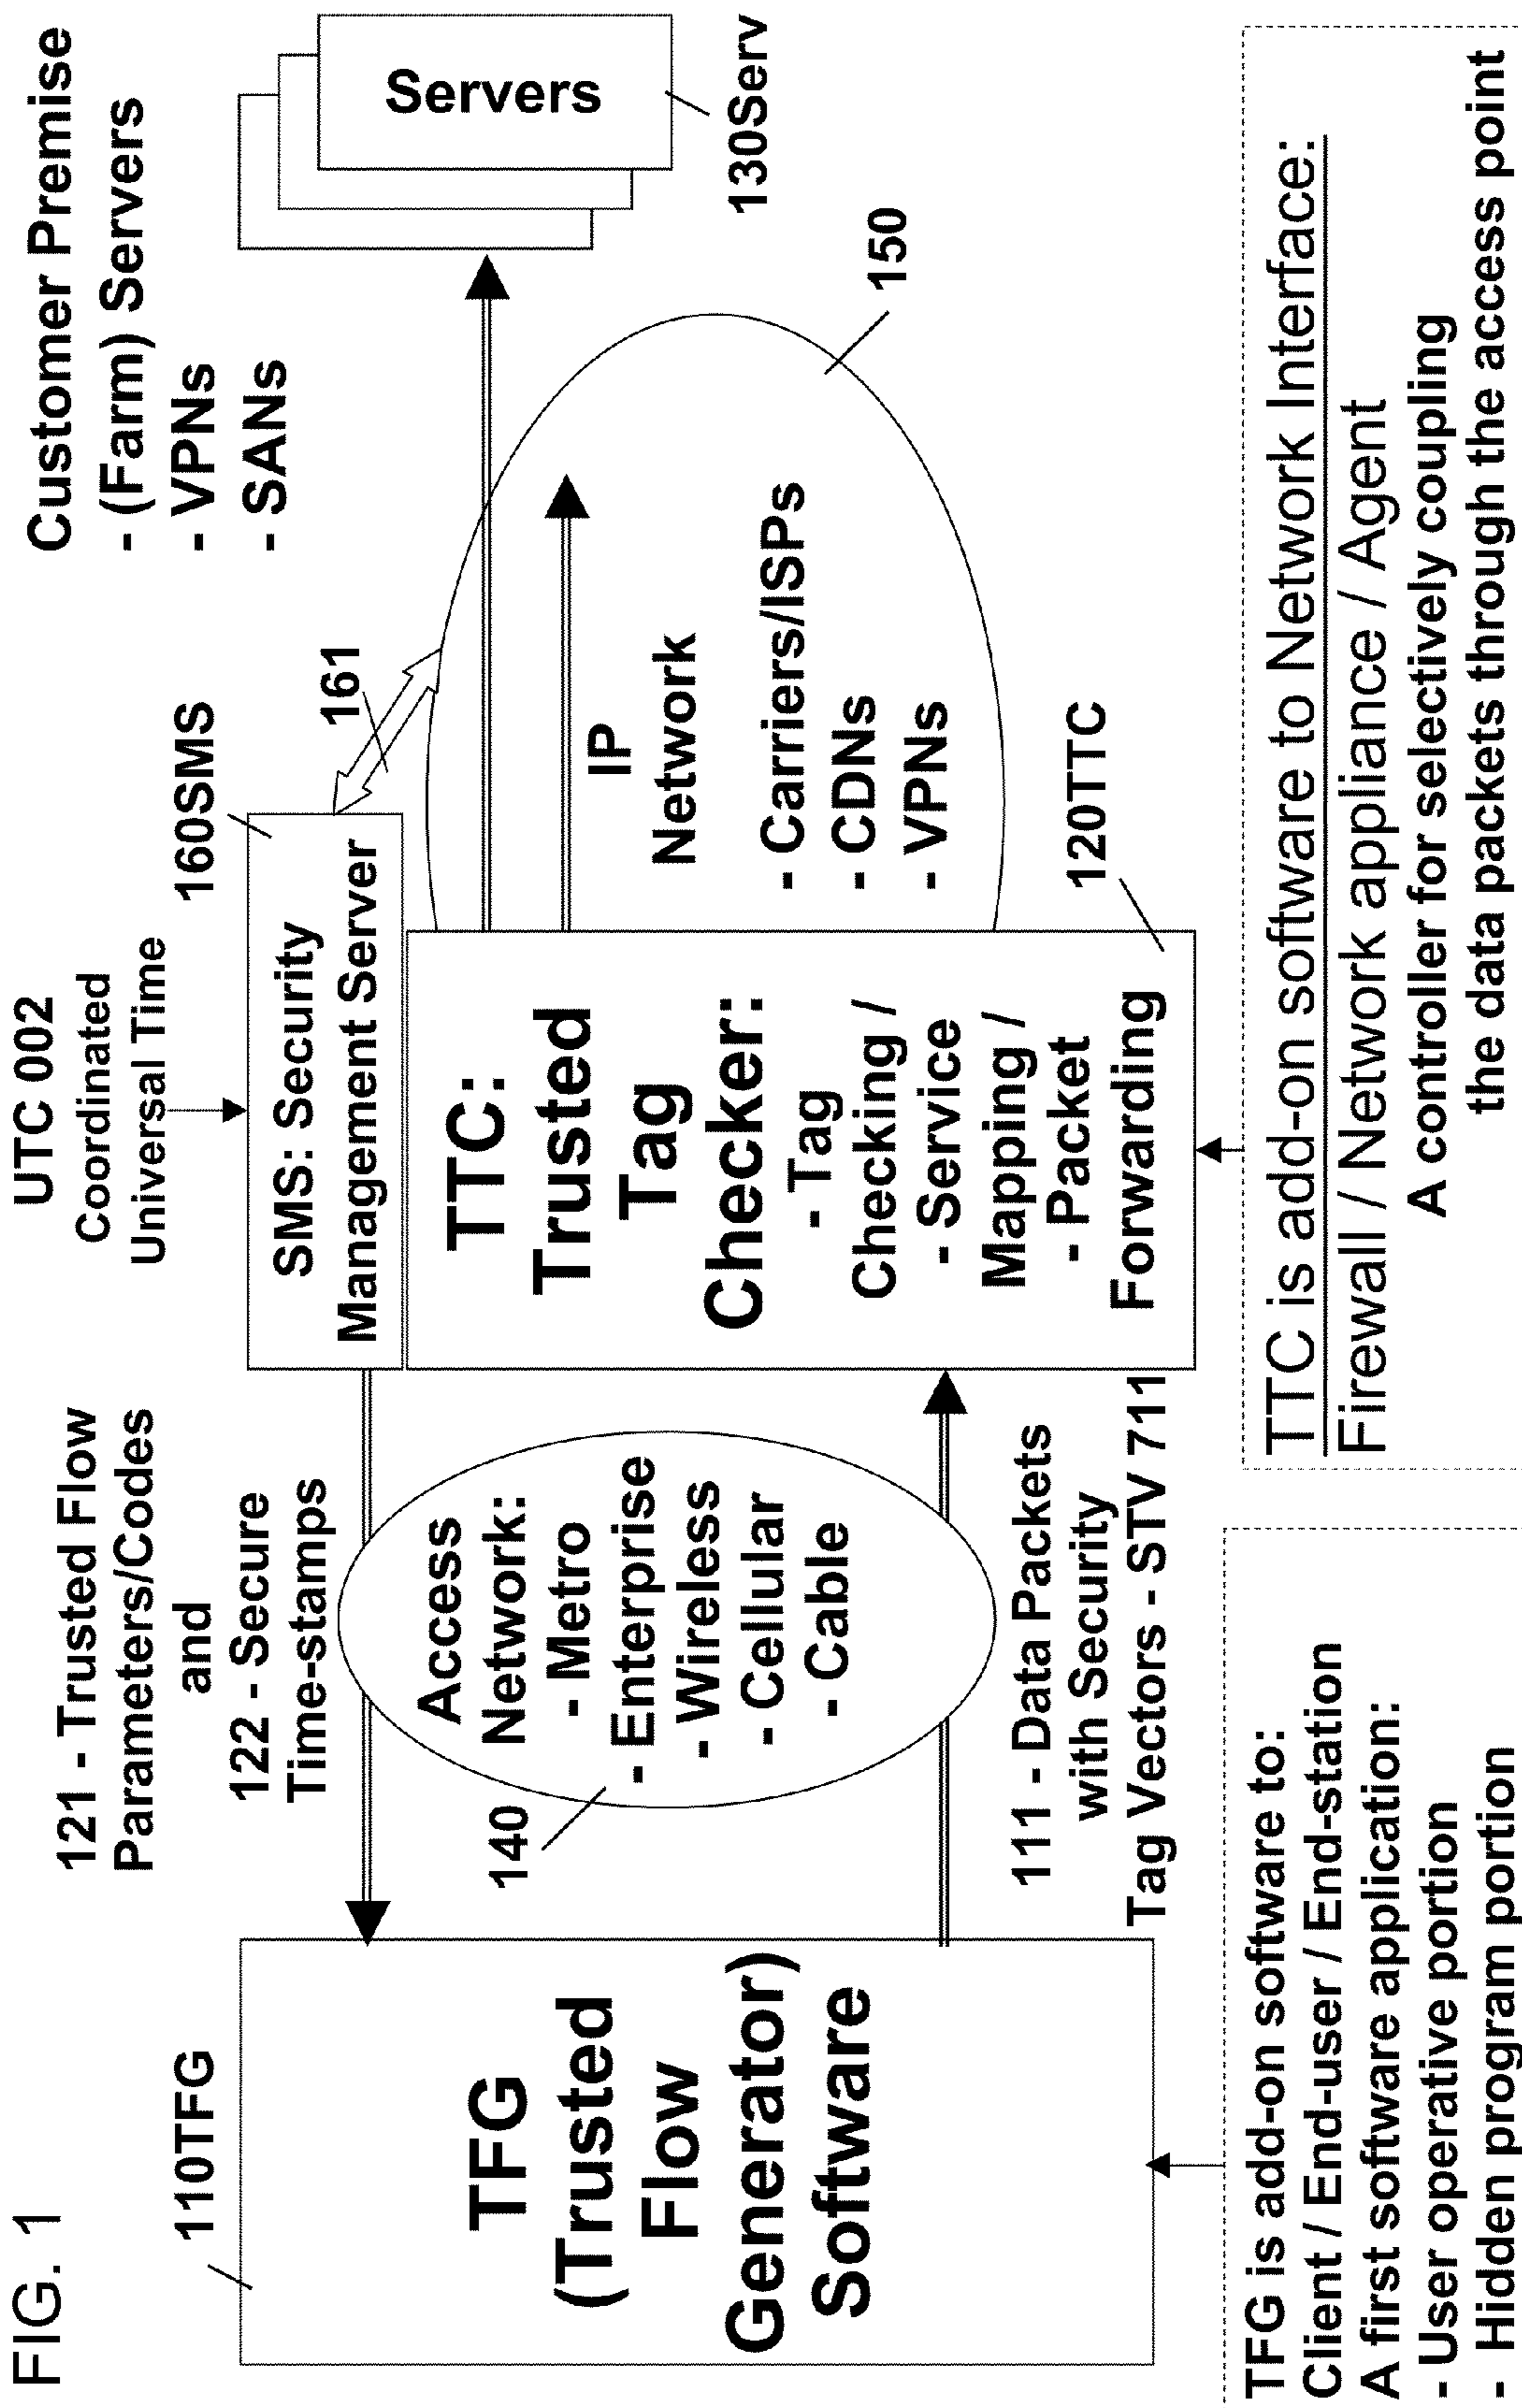 FIG. 1
110TFG
TFG
(Trusted
Flow
Generator)
Software
121 - Trusted Flow
Parameters/Codes
and
122 - Secure
Time-stamps
140
Access
Network:
- Metro
- Enterprise
- Wireless
- Cellular
- Cable
111 - Data Packets
with Security
Tag Vectors - STV 711
UTC 002
Coordinated
Universal Time
160SMS
SMS: Security
Management Server
161
TTC:
Trusted
Tag
Checker:
- Tag
Checking /
- Service
Mapping /
- Packet
Forwarding
120TTC
IP
Network
- Carriers/ISPs
- CDNs
- VPNs
150
Customer Premise
- (Farm) Servers
- VPNs
- SANs
Servers
130Serv
TFG is add-on software to:
Client / End-user / End-station
A first software application:
- User operative portion
- Hidden program portion
TTC is add-on software to Network Interface:
Firewall / Network appliance / Agent
A controller for selectively coupling
the data packets through the access point